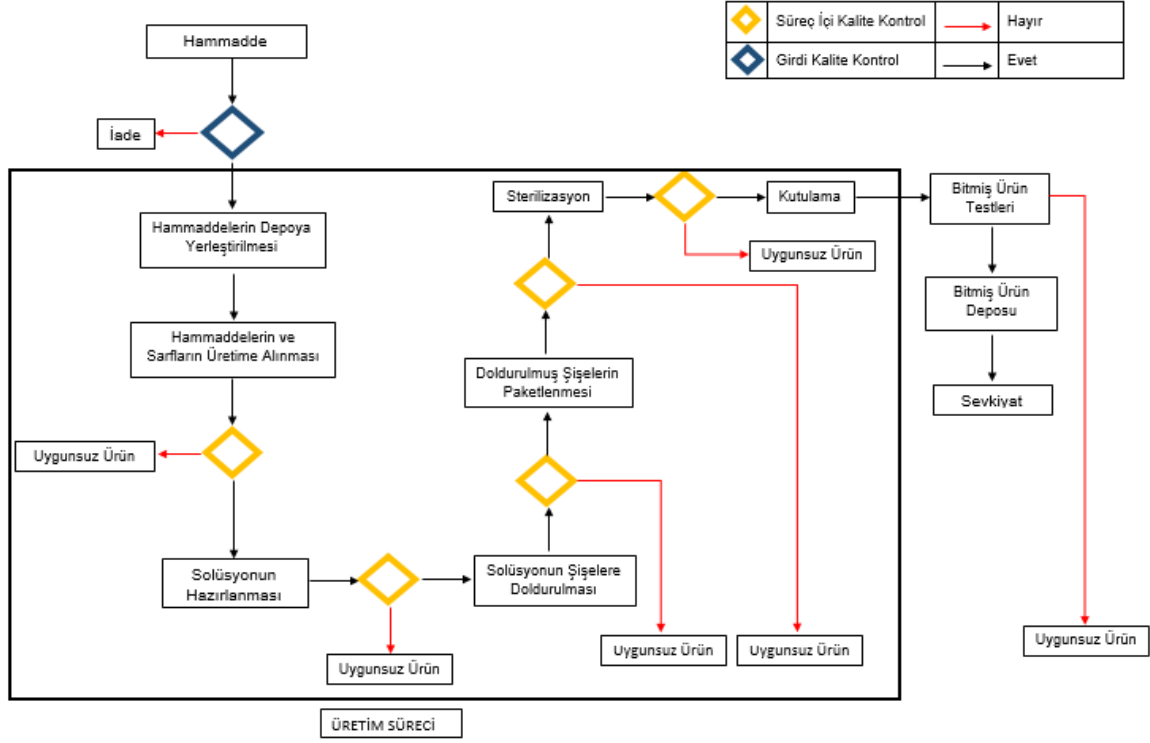 Süreç İçi Kalite Kontrol
Hayır
Girdi Kalite Kontrol
Evet
Hammadde
İade
Hammaddelerin Depoya
Yerleştirilmesi
Hammaddelerin ve
Sarfların Üretime Alınması
Uygunsuz Ürün
Solüsyonun
Hazırlanması
Uygunsuz Ürün
Solüsyonun Şişelere
Doldurulması
Uygunsuz Ürün
Doldurulmuş Şişelerin
Paketlenmesi
Uygunsuz Ürün
Sterilizasyon
Uygunsuz Ürün
Kutulama
Bitmiş Ürün
Testleri
Uygunsuz Ürün
Bitmiş Ürün
Deposu
Sevkiyat
ÜRETİM SÜRECİ